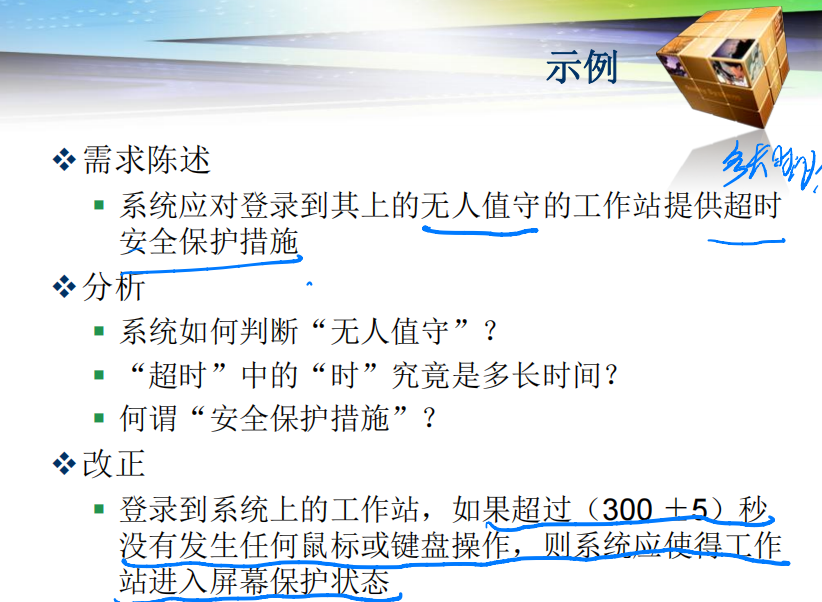 示例
多长时间
❖需求陈述
▪ 系统应对登录到其上的无人值守的工作站提供超时
安全保护措施
❖分析
▪ 系统如何判断“无人值守”？
▪ “超时”中的“时”究竟是多长时间？
▪ 何谓“安全保护措施”？
❖改正
▪ 登录到系统上的工作站，如果超过（300 ±5）秒
没有发生任何鼠标或键盘操作，则系统应使得工作
站进入屏幕保护状态